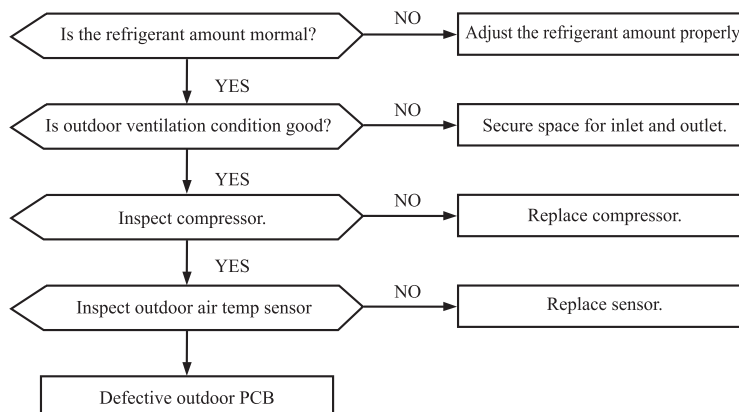 Is the refrigerant amount mormal?
NO
Adjust the refrigerant amount properly
YES
Is outdoor ventilation condition good?
NO
Secure space for inlet and outlet.
YES
Inspect compressor.
NO
Replace compressor.
YES
Inspect outdoor air temp sensor
NO
Replace sensor.
Defective outdoor PCB